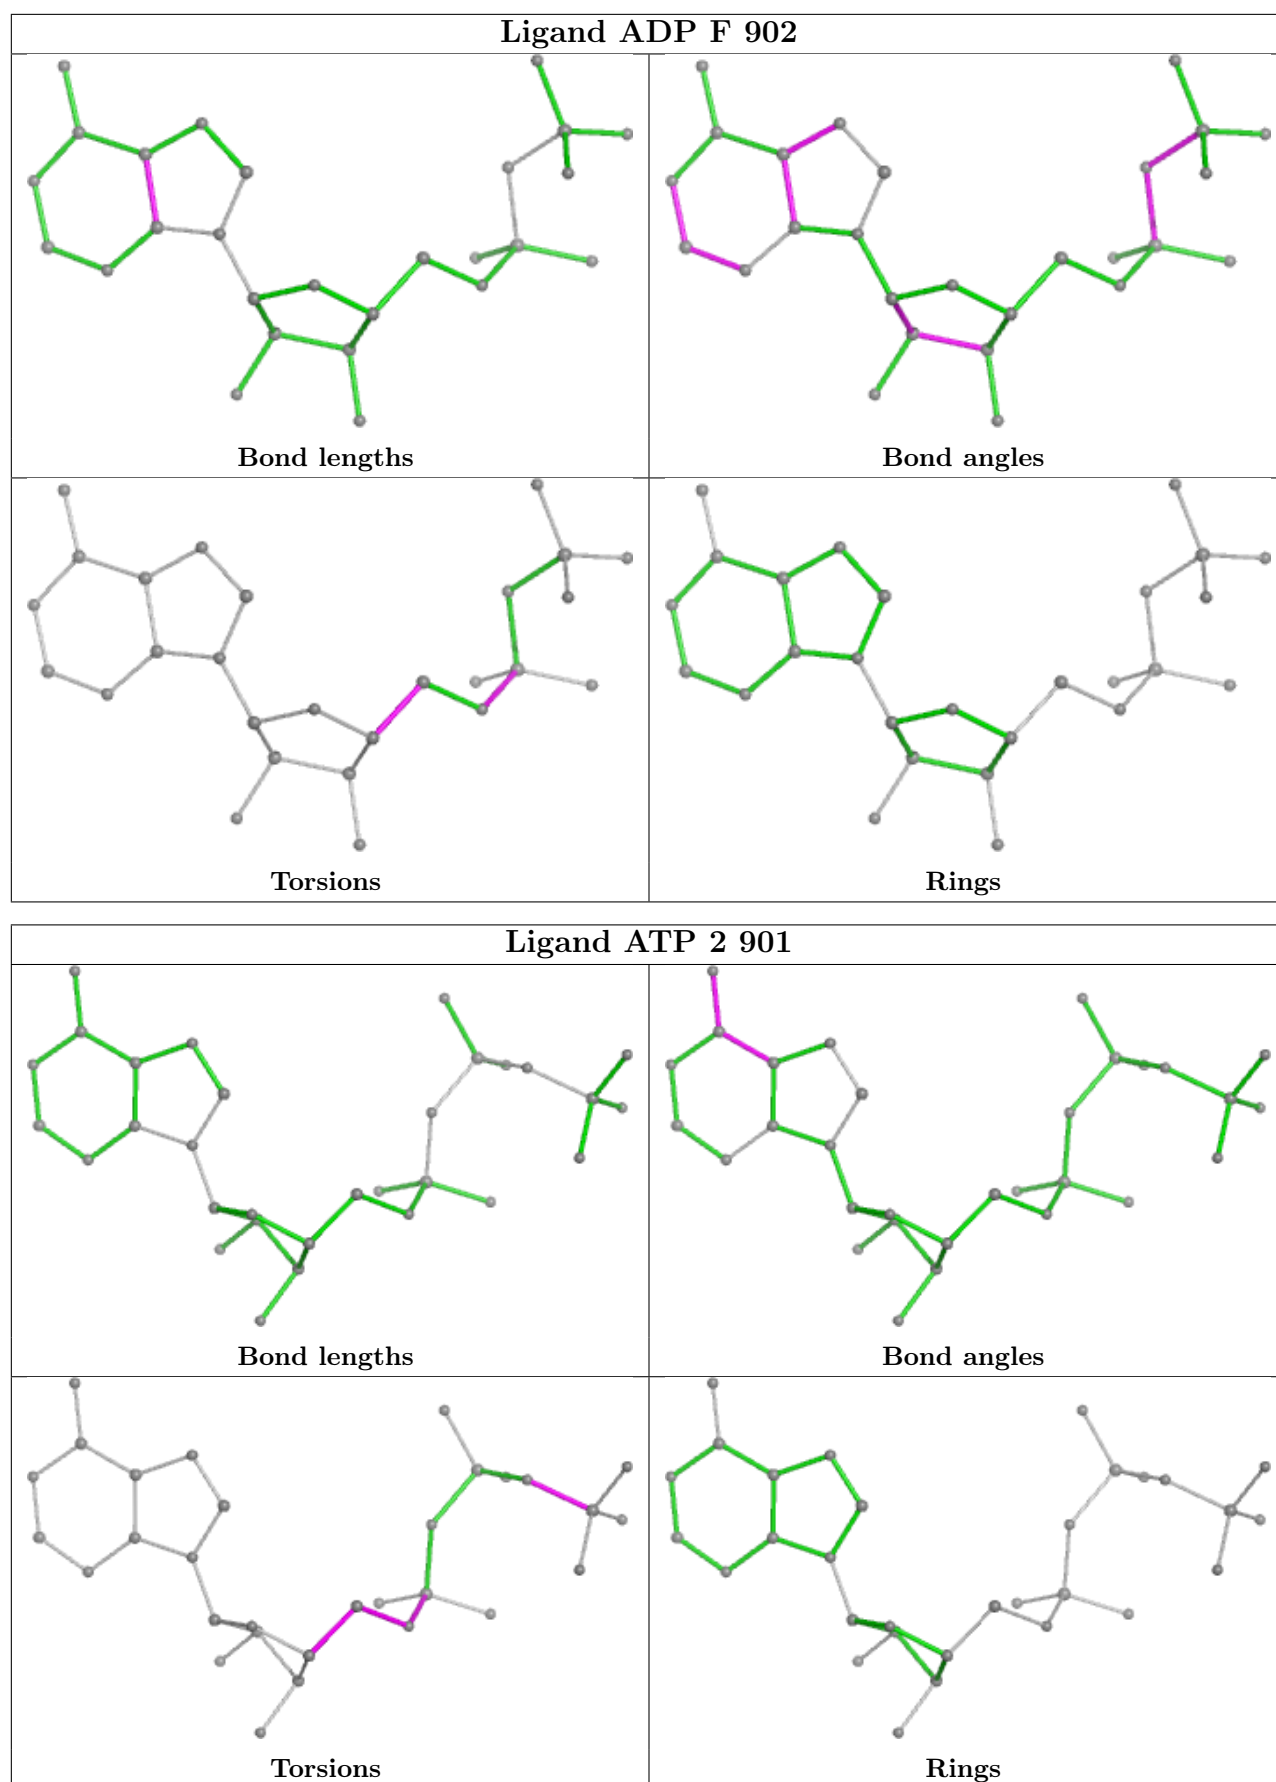 Ligand ADP F 902
Bond lengths
Bond angles
Torsions
Rings
Ligand ATP 2 901
Bond lengths
Bond angles
Torsions
Rings